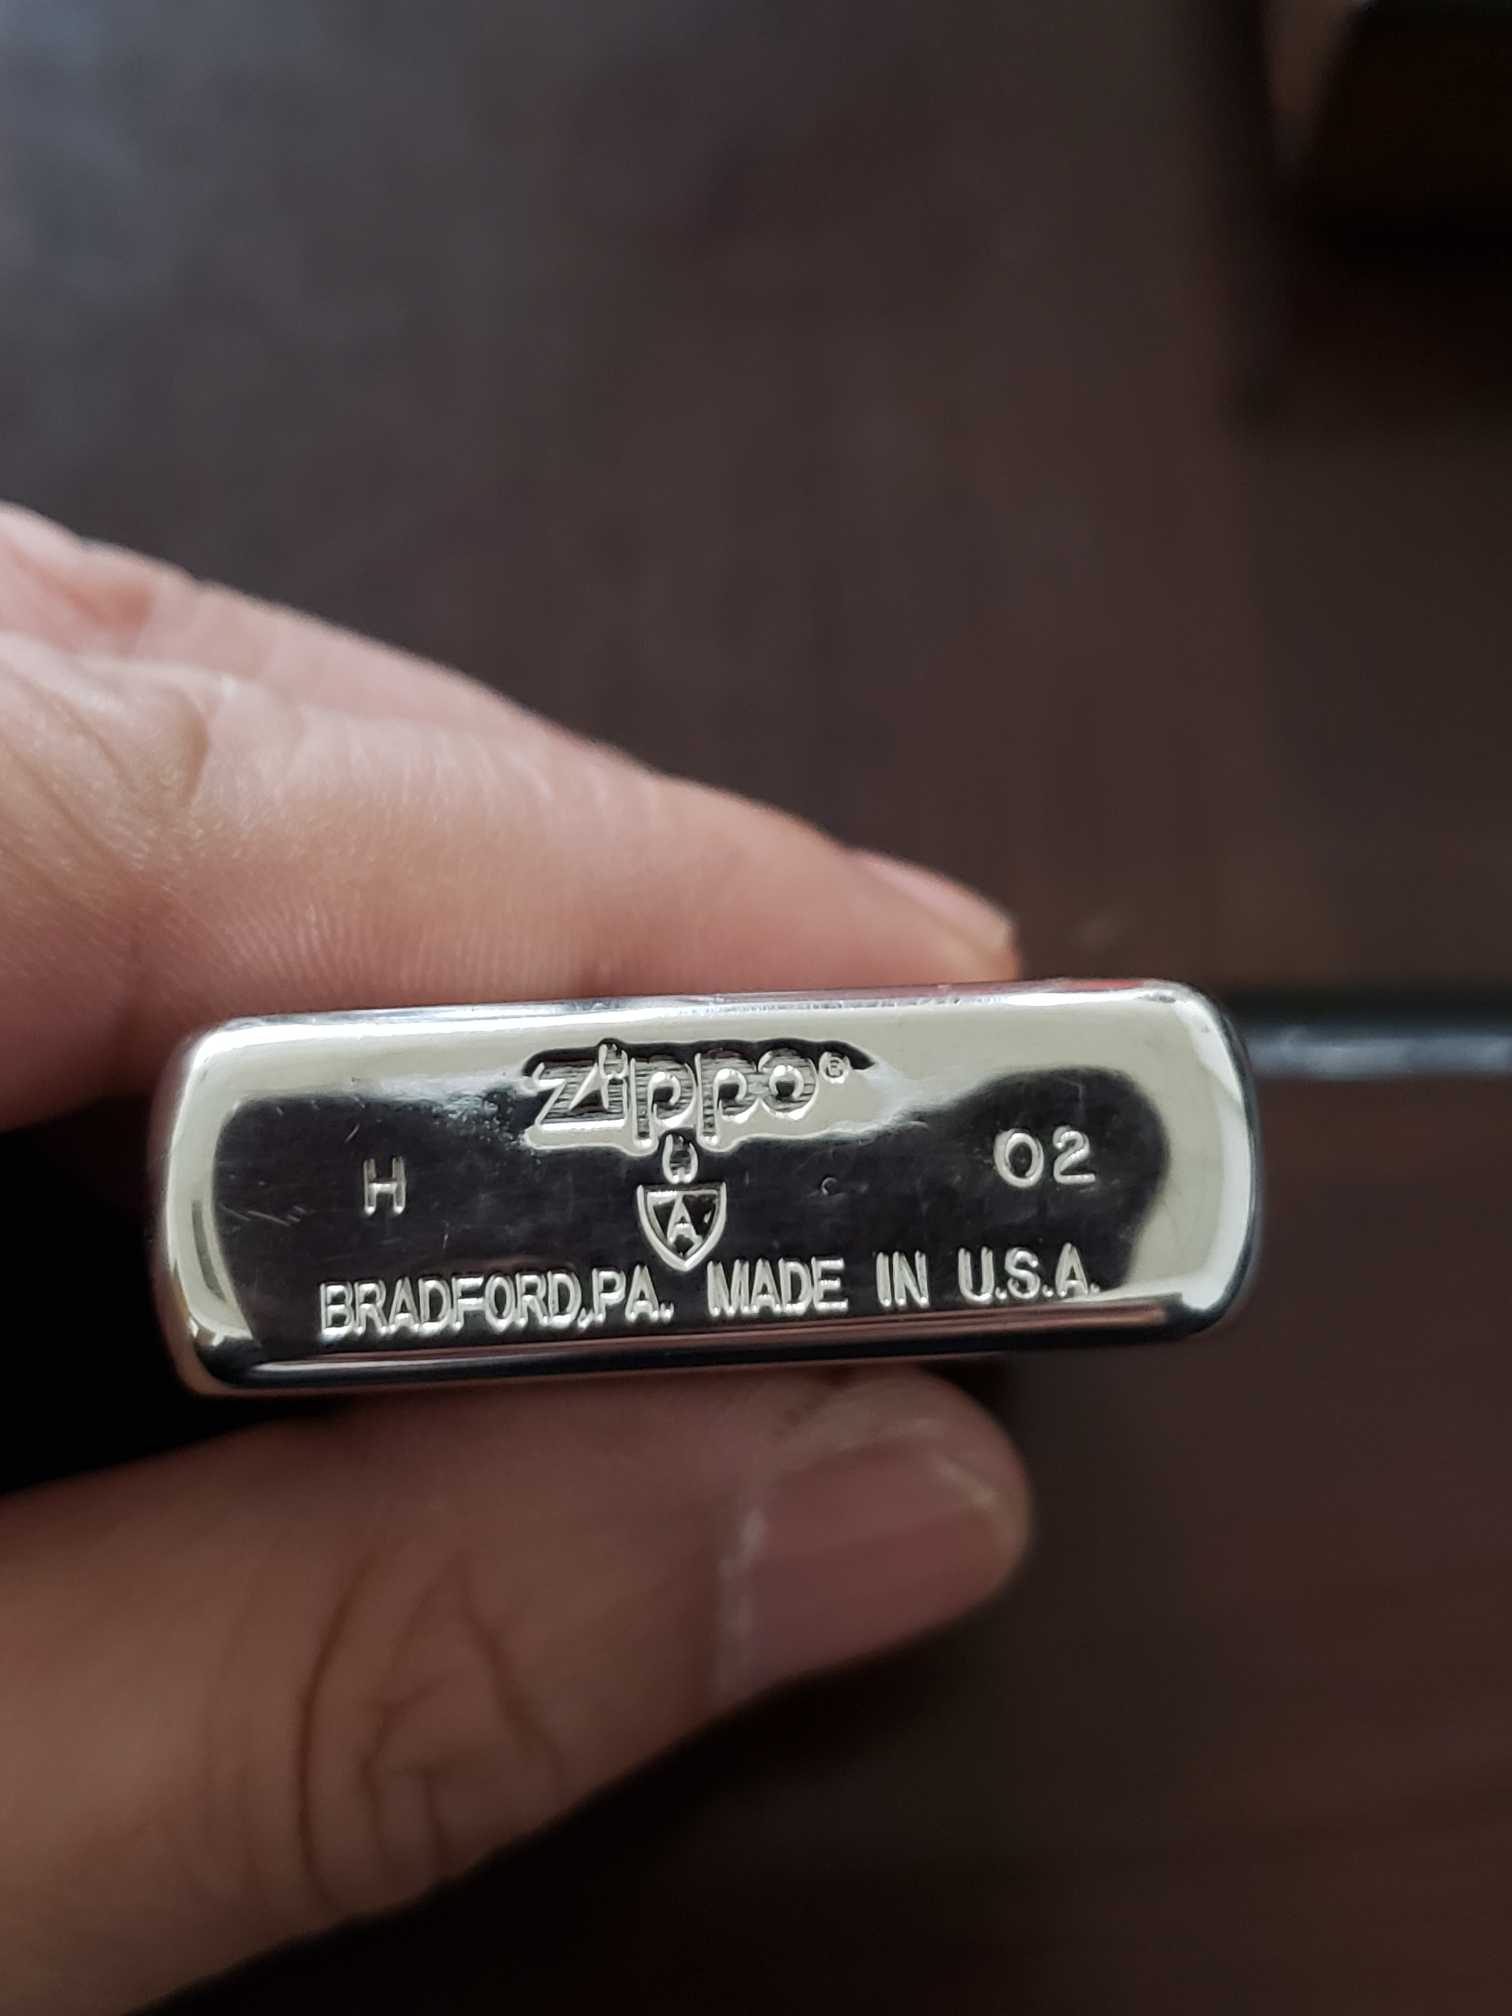 zippo®
H 02
A
BRADFORD,PA. MADE IN U.S.A.